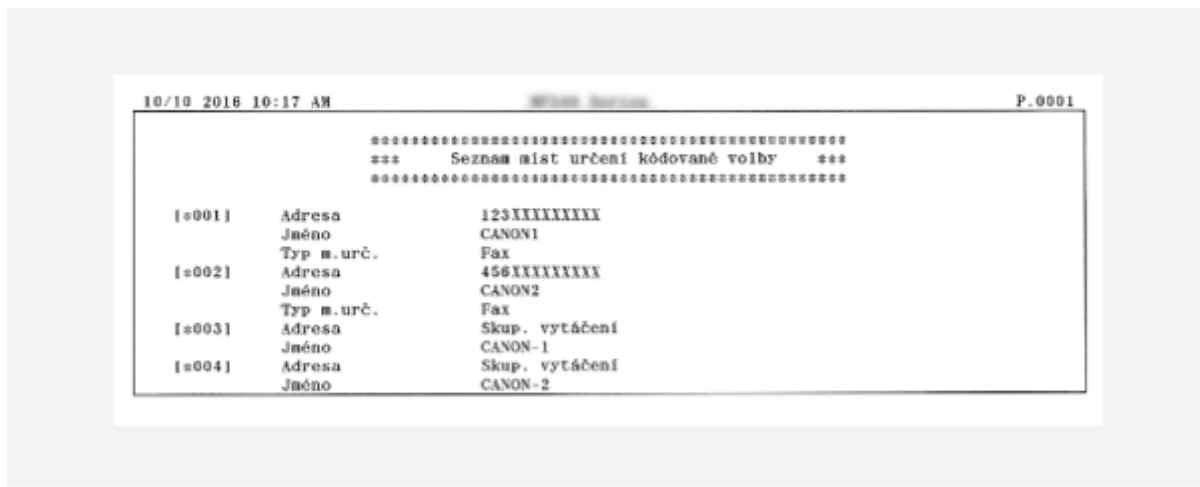 10/10 2016 10:17 AM P.0001
************************************************
*** Seznam míst určení kódované volby ***
************************************************
[*001] Adresa 123XXXXXXXXX
Jméno CANON1
Typ m.urč. Fax
[*002] Adresa 456XXXXXXXXX
Jméno CANON2
Typ m.urč. Fax
[*003] Adresa Skup. vytáčení
Jméno CANON-1
[*004] Adresa Skup. vytáčení
Jméno CANON-2